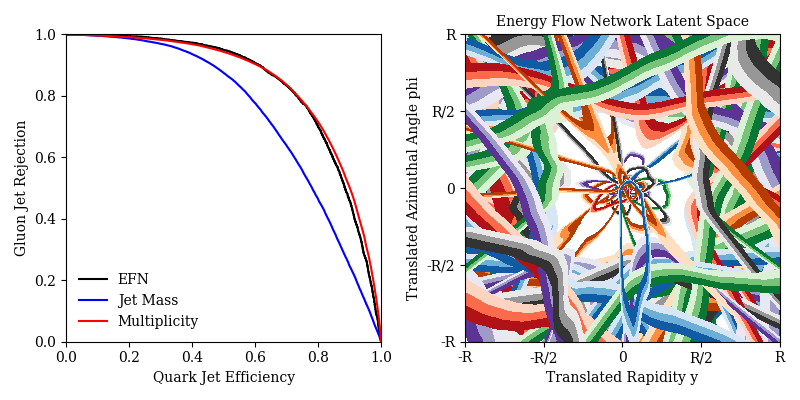 1.0
0.8
0.6
0.4
0.2
0.0
Gluon Jet Rejection
EFN
Jet Mass
Multiplicity
0.0 0.2 0.4 0.6 0.8 1.0
Quark Jet Efficiency
Energy Flow Network Latent Space
R
R/2
0
-R/2
-R
Translated Azimuthal Angle phi
-R -R/2 0 R/2 R
Translated Rapidity y